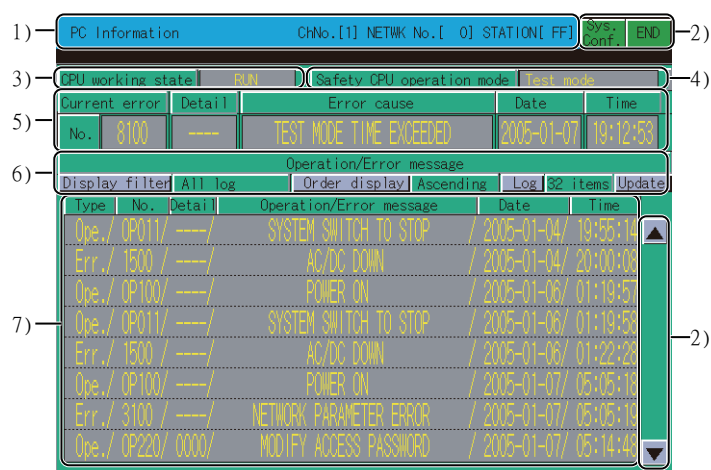 1) PC Information ChNo.[1] NETWK No.[ 0] STATION[ FF] Sys. Conf. END 2)
3) CPU working state RUN Safety CPU operation mode Test mode 4)
Current error Detail Error cause Date Time
5) No. 8100 ---- TEST MODE TIME EXCEEDED 2005-01-07 19:12:53
Operation/Error message
6) Display filter All log Order display Ascending Log 32 items Update
Type No. Detail Operation/Error message Date Time
Ope./ OP011/ ----/ SYSTEM SWITCH TO STOP / 2005-01-04/ 19:55:14
Err./ 1500 / ----/ AC/DC DOWN / 2005-01-04/ 20:00:08
Ope./ OP100/ ----/ POWER ON / 2005-01-06/ 01:19:57
7) Ope./ OP011/ ----/ SYSTEM SWITCH TO STOP / 2005-01-06/ 01:19:58
2)
Err./ 1500 / ----/ AC/DC DOWN / 2005-01-06/ 01:22:28
Ope./ OP100/ ----/ POWER ON / 2005-01-07/ 05:05:18
Err./ 3100 / ----/ NETWORK PARAMETER ERROR / 2005-01-07/ 05:05:19
Ope./ OP220/ 0000/ MODIFY ACCESS PASSWORD / 2005-01-07/ 05:14:48